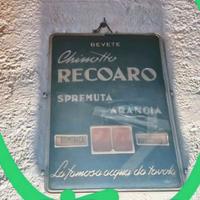 BEVETE
Chinotto
RECOARO
SPREMUTA
ARANCIA
La famosa acqua da tavola